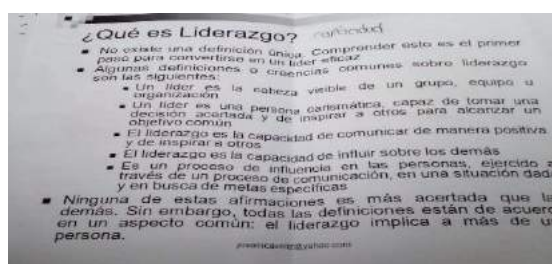 ¿Qué es Liderazgo?
No existe una definición única. Comprender esto es el primer
paso para convertirse en un líder eficaz
Algunas definiciones o creencias comunes sobre liderazgo
son las siguientes:
Un líder es la cabeza visible de un grupo, equipo u
organización
Un líder es una persona carismática, capaz de tomar una
decisión acertada y de inspirar a otros para alcanzar un
objetivo común
El liderazgo es la capacidad de comunicar de manera positiva
y de inspirar a otros
El liderazgo es la capacidad de influir sobre los demás
Es un proceso de influencia en las personas, ejercido a
través de un proceso de comunicación, en una situación dad
y en busca de metas específicas
Ninguna de estas afirmaciones es más acertada que la
demás. Sin embargo, todas las definiciones están de acuerd
en un aspecto común: el liderazgo implica a más de u
persona.